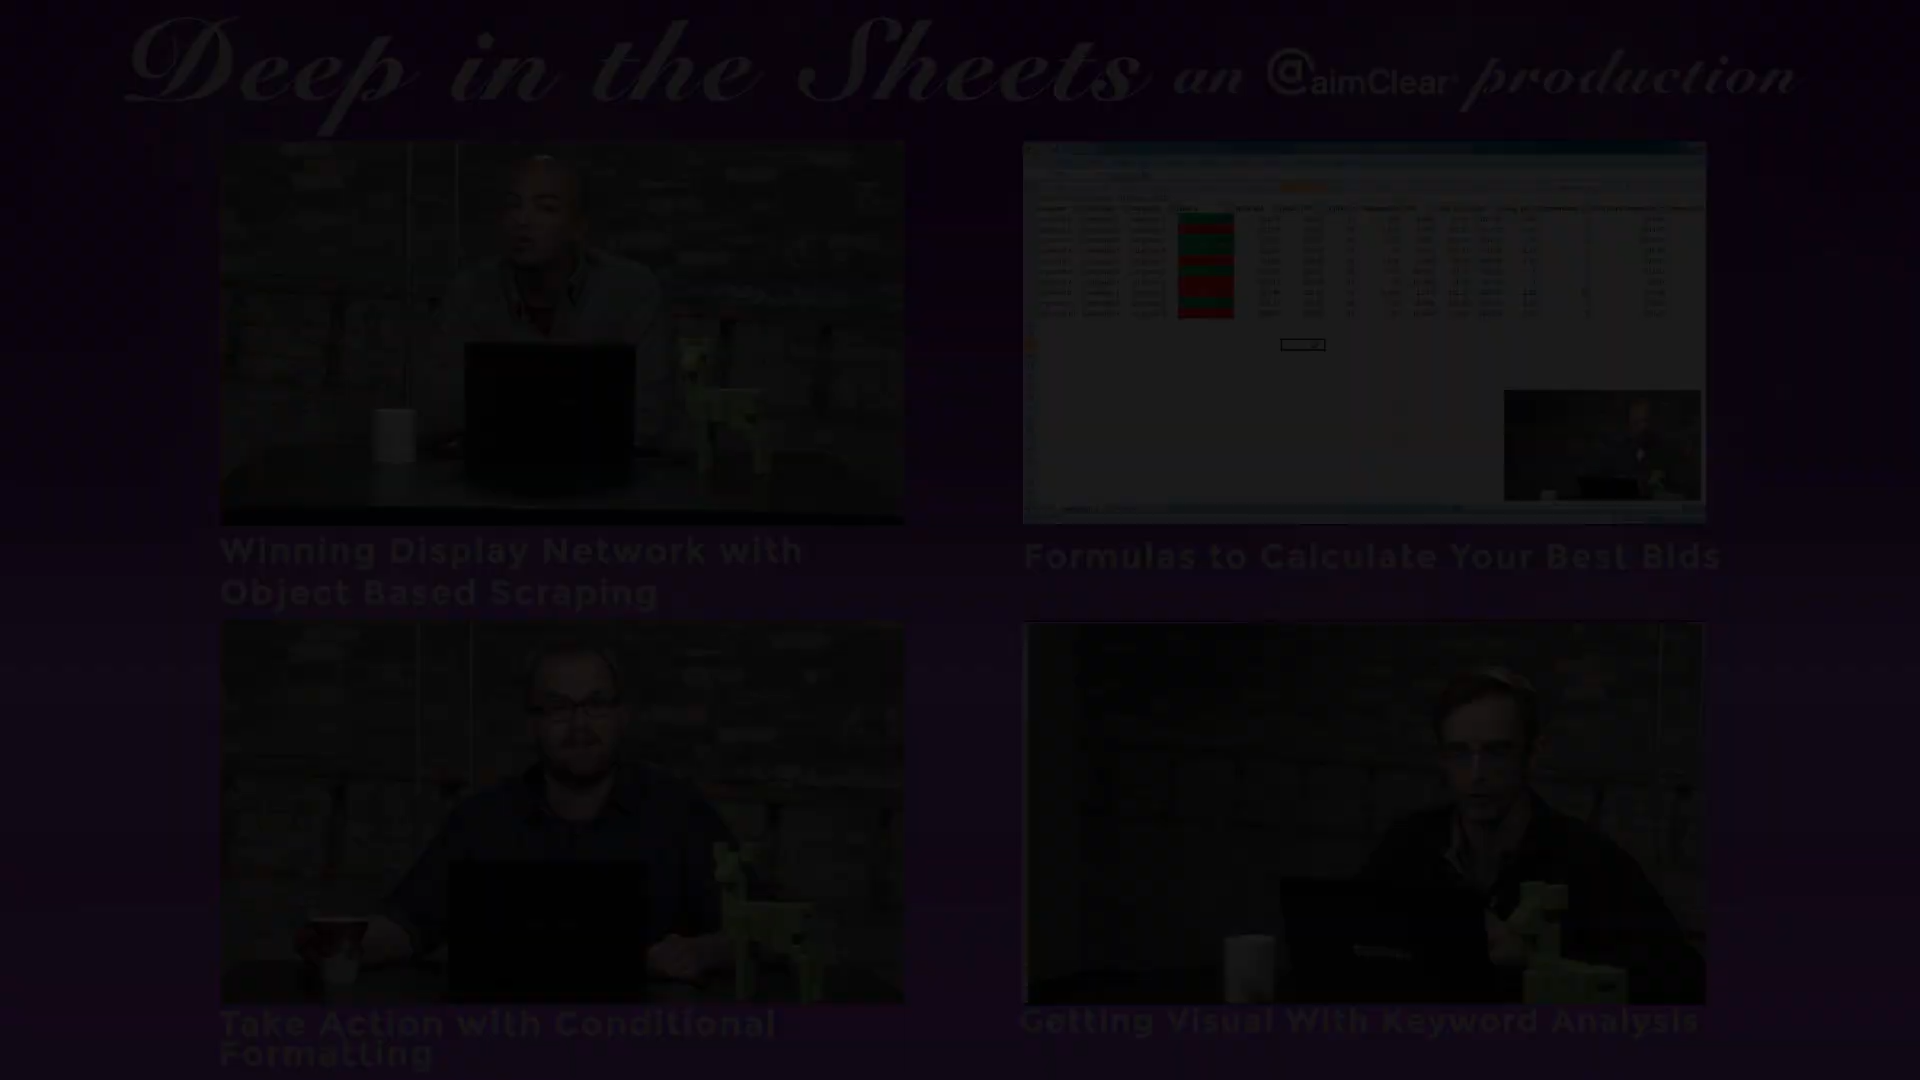 Deep in the Sheets an @aimClear production
Winning Display Network with
Object Based Scraping
Formulas to Calculate Your Best Bids
Take Action with Conditional
Formatting
Getting Visual With Keyword Analysis